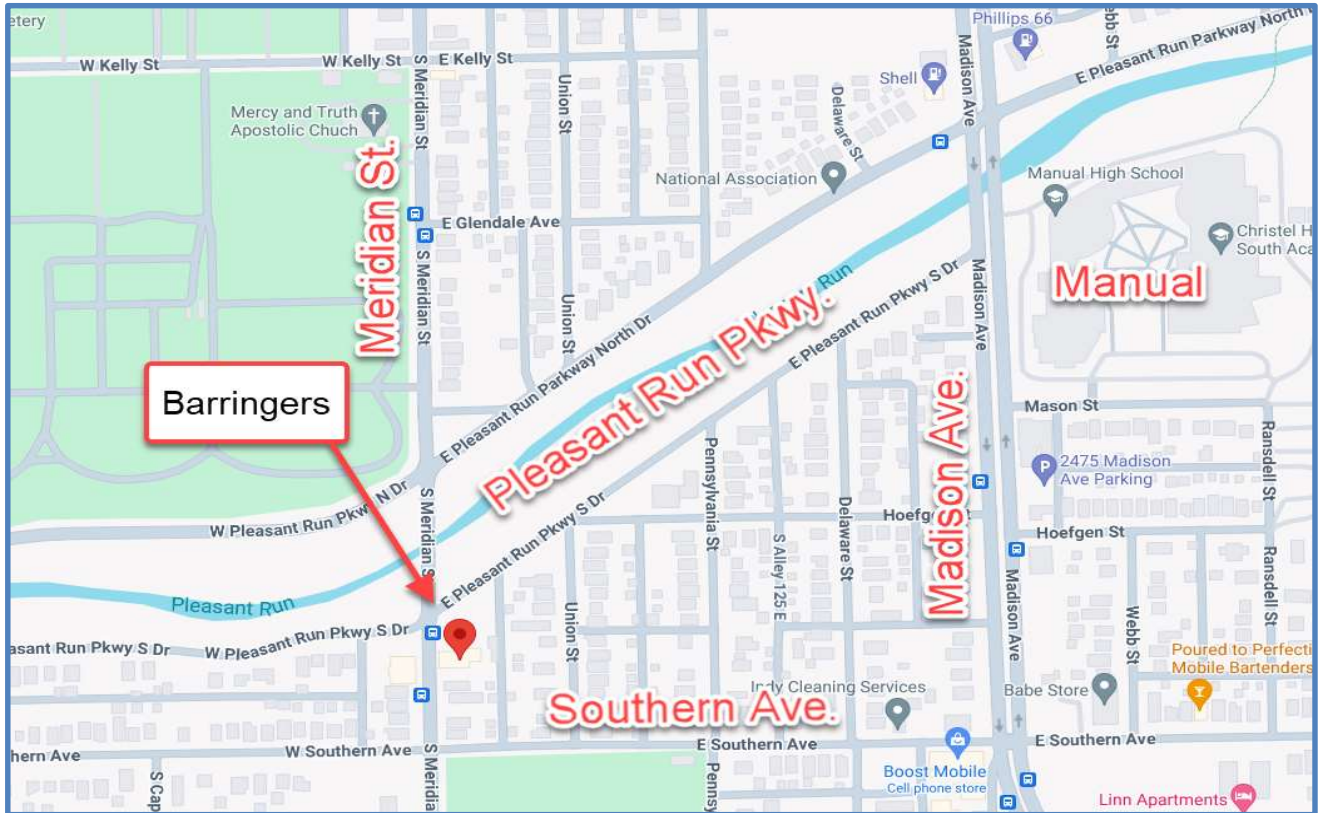 etery
Phillips 66
Webb St
E Pleasant Run Parkway North
W Kelly St
W Kelly St
E Kelly St
S Meridian St
Union St
Madison Ave
Shell
Delaware St
Mercy and Truth
Apostolic Chuch
Meridian St.
National Association
Manual High School
Christel H
South Aca
E Glendale Ave
S Meridian St
Madison Ave
Manual
Run
E Pleasant Run Pkwy S Dr
Union St
E Pleasant Run Parkway North Dr
Pleasant Run Pkwy.
Barringers
Madison Ave.
Mason St
Ransdell St
E Pleasant Run Pkwy S Dr
Pennsylvania St
2475 Madison
Ave Parking
S Meridian S
W Pleasant Run Pkwy N Dr
S Alley 125 E
Delaware St
Hoefg
Hoefgen St
Ransdell St
Pleasant Run
E Pleasant Run Pkwy S Dr
Union St
Madison Ave
Webb St
asant Run Pkwy S Dr
W Pleasant Run Pkwy S Dr
Poured to Perfecti
Mobile Bartenders
Indy Cleaning Services
Babe Store
Southern Ave.
hern Ave
W Southern Ave
E Southern Ave
E Southern Ave
S Cap
S Meridia
Pennsy
Boost Mobile
Cell phone store
Linn Apartments